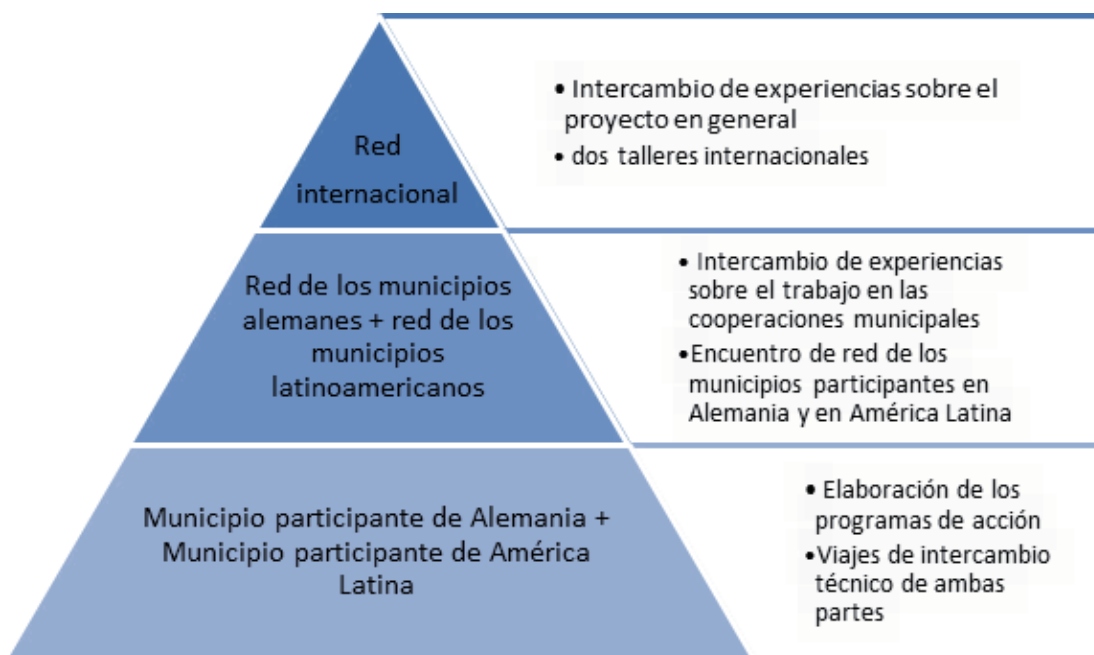 Red
internacional
• Intercambio de experiencias sobre el
proyecto en general
• dos talleres internacionales
Red de los municipios
alemanes + red de los
municipios
latinoamericanos
• Intercambio de experiencias
sobre el trabajo en las
cooperaciones municipales
•Encuentro de red de los
municipios participantes en
Alemania y en América Latina
Municipio participante de Alemania +
Municipio participante de América
Latina
• Elaboración de los
programas de acción
•Viajes de intercambio
técnico de ambas
partes